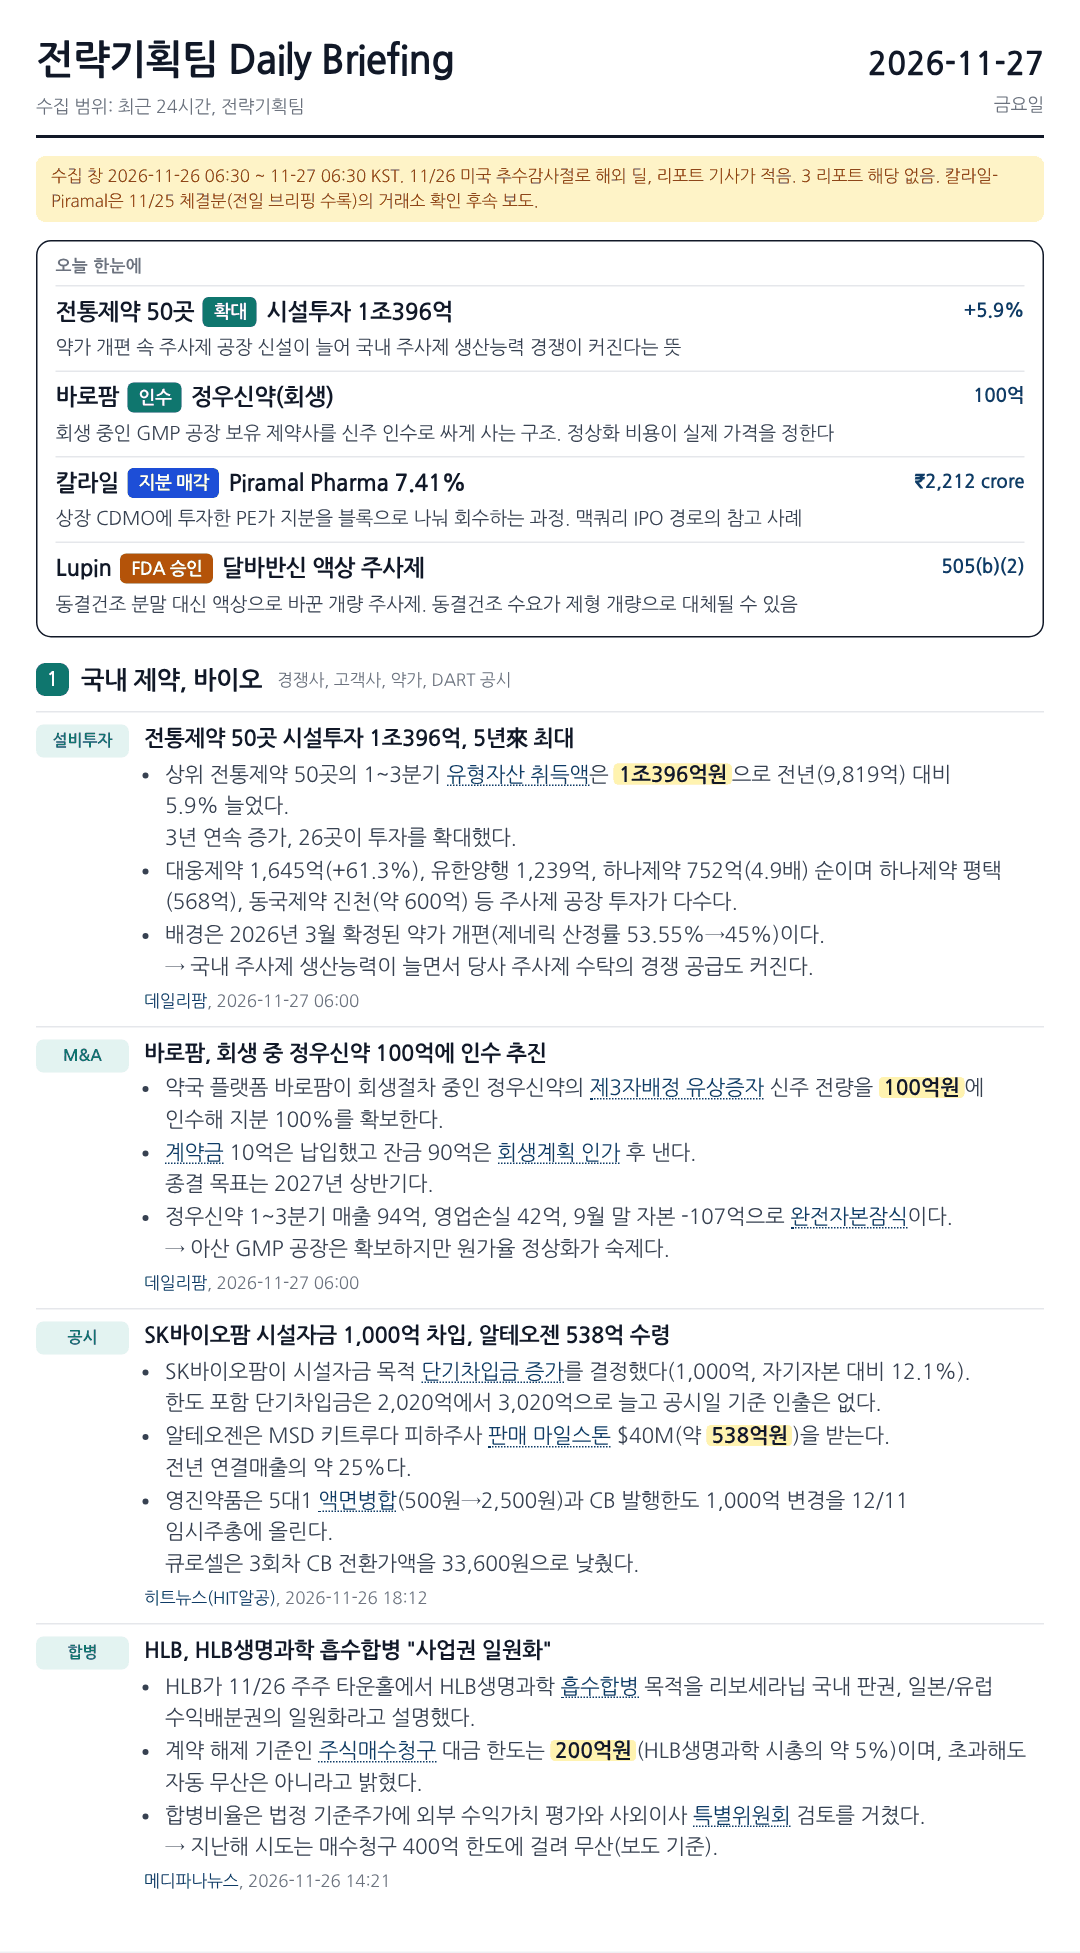 전략기획팀 Daily Briefing
2026-11-27
수집 범위: 최근 24시간, 전략기획팀
금요일
수집 창 2026-11-26 06:30 ~ 11-27 06:30 KST. 11/26 미국 추수감사절로 해외 딜, 리포트 기사가 적음. 3 리포트 해당 없음. 칼라일-
Piramal은 11/25 체결분(전일 브리핑 수록)의 거래소 확인 후속 보도.
오늘 한눈에
전통제약 50곳 확대 시설투자 1조396억 +5.9%
약가 개편 속 주사제 공장 신설이 늘어 국내 주사제 생산능력 경쟁이 커진다는 뜻
바로팜 인수 정우신약(회생) 100억
회생 중인 GMP 공장 보유 제약사를 신주 인수로 싸게 사는 구조. 정상화 비용이 실제 가격을 정한다
칼라일 지분 매각 Piramal Pharma 7.41% ₹2,212 crore
상장 CDMO에 투자한 PE가 지분을 블록으로 나눠 회수하는 과정. 맥쿼리 IPO 경로의 참고 사례
Lupin FDA 승인 달바반신 액상 주사제 505(b)(2)
동결건조 분말 대신 액상으로 바꾼 개량 주사제. 동결건조 수요가 제형 개량으로 대체될 수 있음
1 국내 제약, 바이오 경쟁사, 고객사, 약가, DART 공시
설비투자
전통제약 50곳 시설투자 1조396억, 5년來 최대
• 상위 전통제약 50곳의 1~3분기 유형자산 취득액은 1조396억원으로 전년(9,819억) 대비
5.9% 늘었다.
3년 연속 증가, 26곳이 투자를 확대했다.
• 대웅제약 1,645억(+61.3%), 유한양행 1,239억, 하나제약 752억(4.9배) 순이며 하나제약 평택
(568억), 동국제약 진천(약 600억) 등 주사제 공장 투자가 다수다.
• 배경은 2026년 3월 확정된 약가 개편(제네릭 산정률 53.55%→45%)이다.
→ 국내 주사제 생산능력이 늘면서 당사 주사제 수탁의 경쟁 공급도 커진다.
데일리팜, 2026-11-27 06:00
M&A
바로팜, 회생 중 정우신약 100억에 인수 추진
• 약국 플랫폼 바로팜이 회생절차 중인 정우신약의 제3자배정 유상증자 신주 전량을 100억원에
인수해 지분 100%를 확보한다.
• 계약금 10억은 납입했고 잔금 90억은 회생계획 인가 후 낸다.
종결 목표는 2027년 상반기다.
• 정우신약 1~3분기 매출 94억, 영업손실 42억, 9월 말 자본 -107억으로 완전자본잠식이다.
→ 아산 GMP 공장은 확보하지만 원가율 정상화가 숙제다.
데일리팜, 2026-11-27 06:00
공시
SK바이오팜 시설자금 1,000억 차입, 알테오젠 538억 수령
• SK바이오팜이 시설자금 목적 단기차입금 증가를 결정했다(1,000억, 자기자본 대비 12.1%).
한도 포함 단기차입금은 2,020억에서 3,020억으로 늘고 공시일 기준 인출은 없다.
• 알테오젠은 MSD 키트루다 피하주사 판매 마일스톤 $40M(약 538억원)을 받는다.
전년 연결매출의 약 25%다.
• 영진약품은 5대1 액면병합(500원→2,500원)과 CB 발행한도 1,000억 변경을 12/11
임시주총에 올린다.
큐로셀은 3회차 CB 전환가액을 33,600원으로 낮췄다.
히트뉴스(HIT알공), 2026-11-26 18:12
합병
HLB, HLB생명과학 흡수합병 "사업권 일원화"
• HLB가 11/26 주주 타운홀에서 HLB생명과학 흡수합병 목적을 리보세라닙 국내 판권, 일본/유럽
수익배분권의 일원화라고 설명했다.
• 계약 해제 기준인 주식매수청구 대금 한도는 200억원(HLB생명과학 시총의 약 5%)이며, 초과해도
자동 무산은 아니라고 밝혔다.
• 합병비율은 법정 기준주가에 외부 수익가치 평가와 사외이사 특별위원회 검토를 거쳤다.
→ 지난해 시도는 매수청구 400억 한도에 걸려 무산(보도 기준).
메디파나뉴스, 2026-11-26 14:21